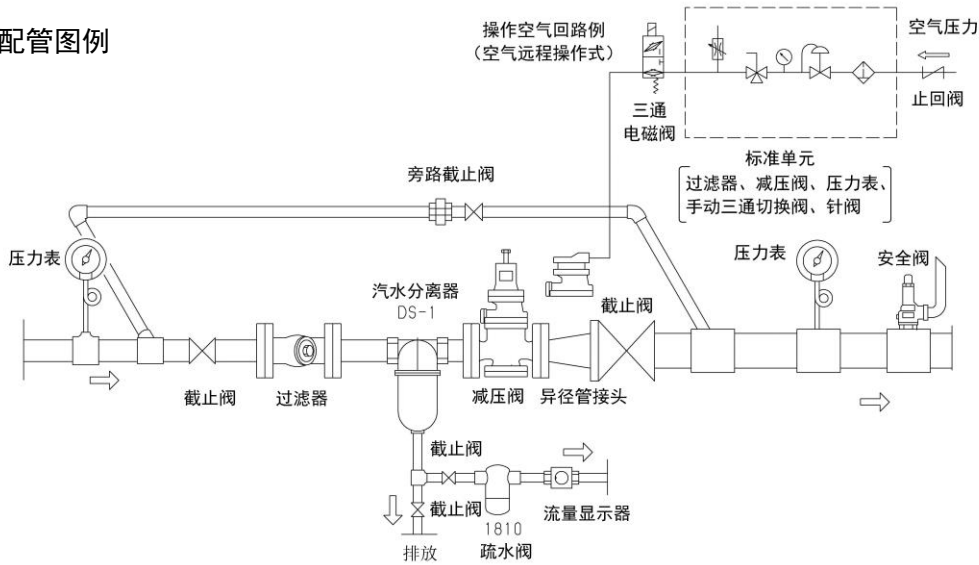 配管图例
操作空气回路例
(空气远程操作式)
空气压力
止回阀
三通
电磁阀
标准单元
过滤器、减压阀、压力表、
手动三通切换阀、针阀
旁路截止阀
压力表
压力表
安全阀
汽水分离器
DS-1
截止阀
截止阀
过滤器
减压阀
异径管接头
截止阀
截止阀
流量显示器
1810
疏水阀
排放